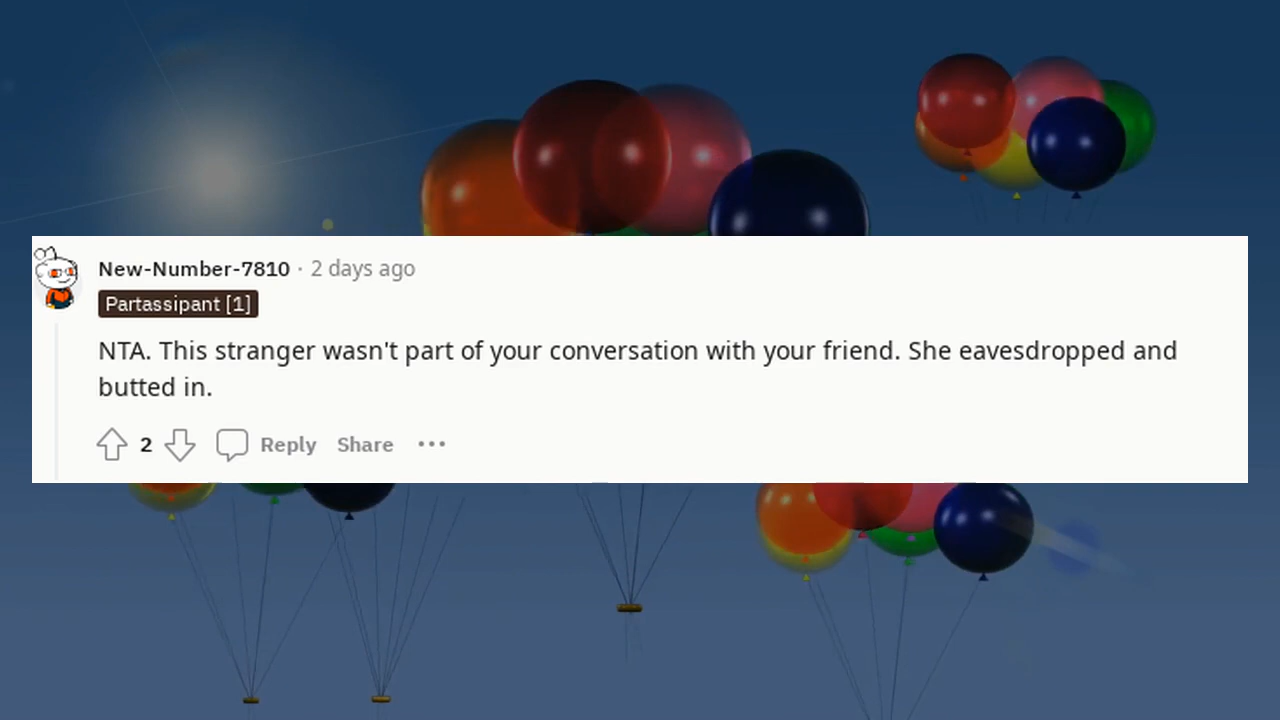 New-Number-7810 · 2 days ago
Partassipant [1]
NTA. This stranger wasn't part of your conversation with your friend. She eavesdropped and
butted in.
2 Reply Share •••